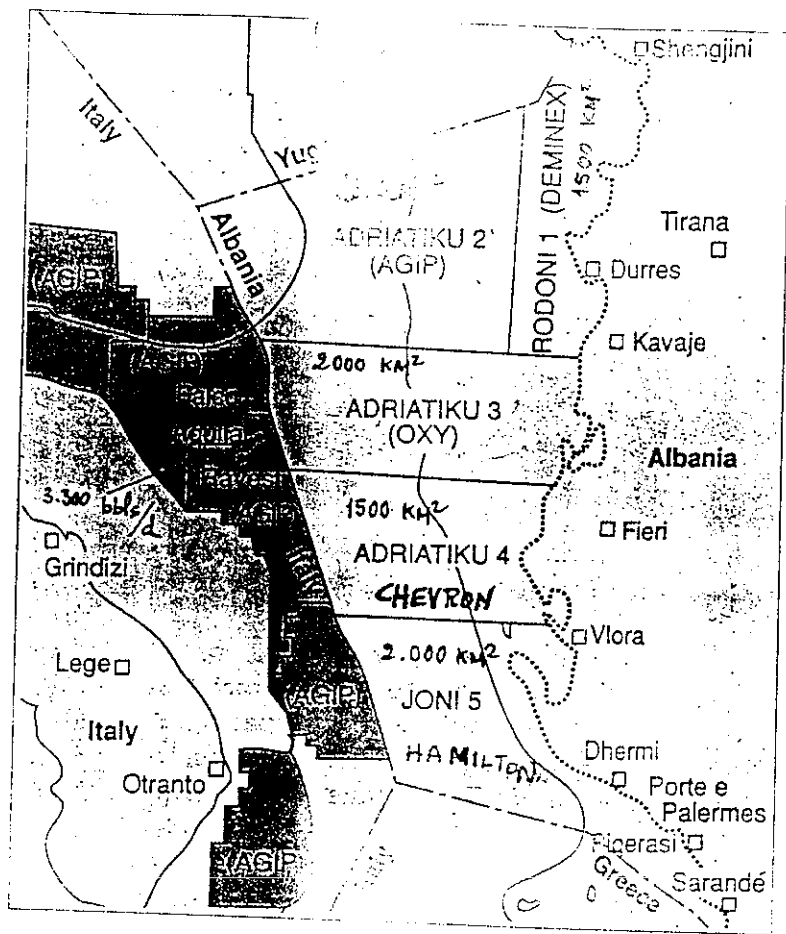 Shengjini
Italy
RODONI 1 (DEMINEX)
1500 KM²
Tirana
Albania
ADRIATIKU 2
(AGIP)
(AGIP)
Durres
Kavaje
2000 KM²
(AGIP)
ADRIATIKU 3
(OXY)
Aquila
Albania
3.300 bbls/d
(AGIP)
1500 KM²
Fieri
Grindizi
Italy
ADRIATIKU 4
CHEVRON
Vlora
2.000 KM²
Lege
(AGIP)
JONI 5
Italy
HAMILTON
Dhermi
Otranto
Porte e
Palermes
(AGIP
Greece
Sarandé